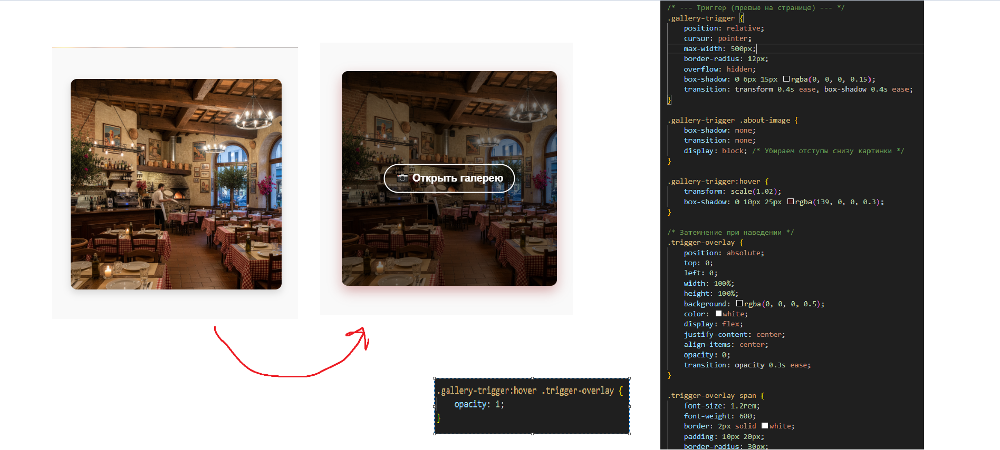 📷 Открыть галерею
.gallery-trigger:hover .trigger-overlay {
opacity: 1;
}
/* --- Триггер (превью на странице) --- */
.gallery-trigger {
position: relative;
cursor: pointer;
max-width: 500px;
border-radius: 12px;
overflow: hidden;
box-shadow: 0 6px 15px rgba(0, 0, 0, 0.15);
transition: transform 0.4s ease, box-shadow 0.4s ease;
}
.gallery-trigger .about-image {
box-shadow: none;
transition: none;
display: block; /* Убираем отступы снизу картинки */
}
.gallery-trigger:hover {
transform: scale(1.02);
box-shadow: 0 10px 25px rgba(139, 0, 0, 0.3);
}
/* Затемнение при наведении */
.trigger-overlay {
position: absolute;
top: 0;
left: 0;
width: 100%;
height: 100%;
background: rgba(0, 0, 0, 0.5);
color: white;
display: flex;
justify-content: center;
align-items: center;
opacity: 0;
transition: opacity 0.3s ease;
}
.trigger-overlay span {
font-size: 1.2rem;
font-weight: 600;
border: 2px solid white;
padding: 10px 20px;
border-radius: 30px;